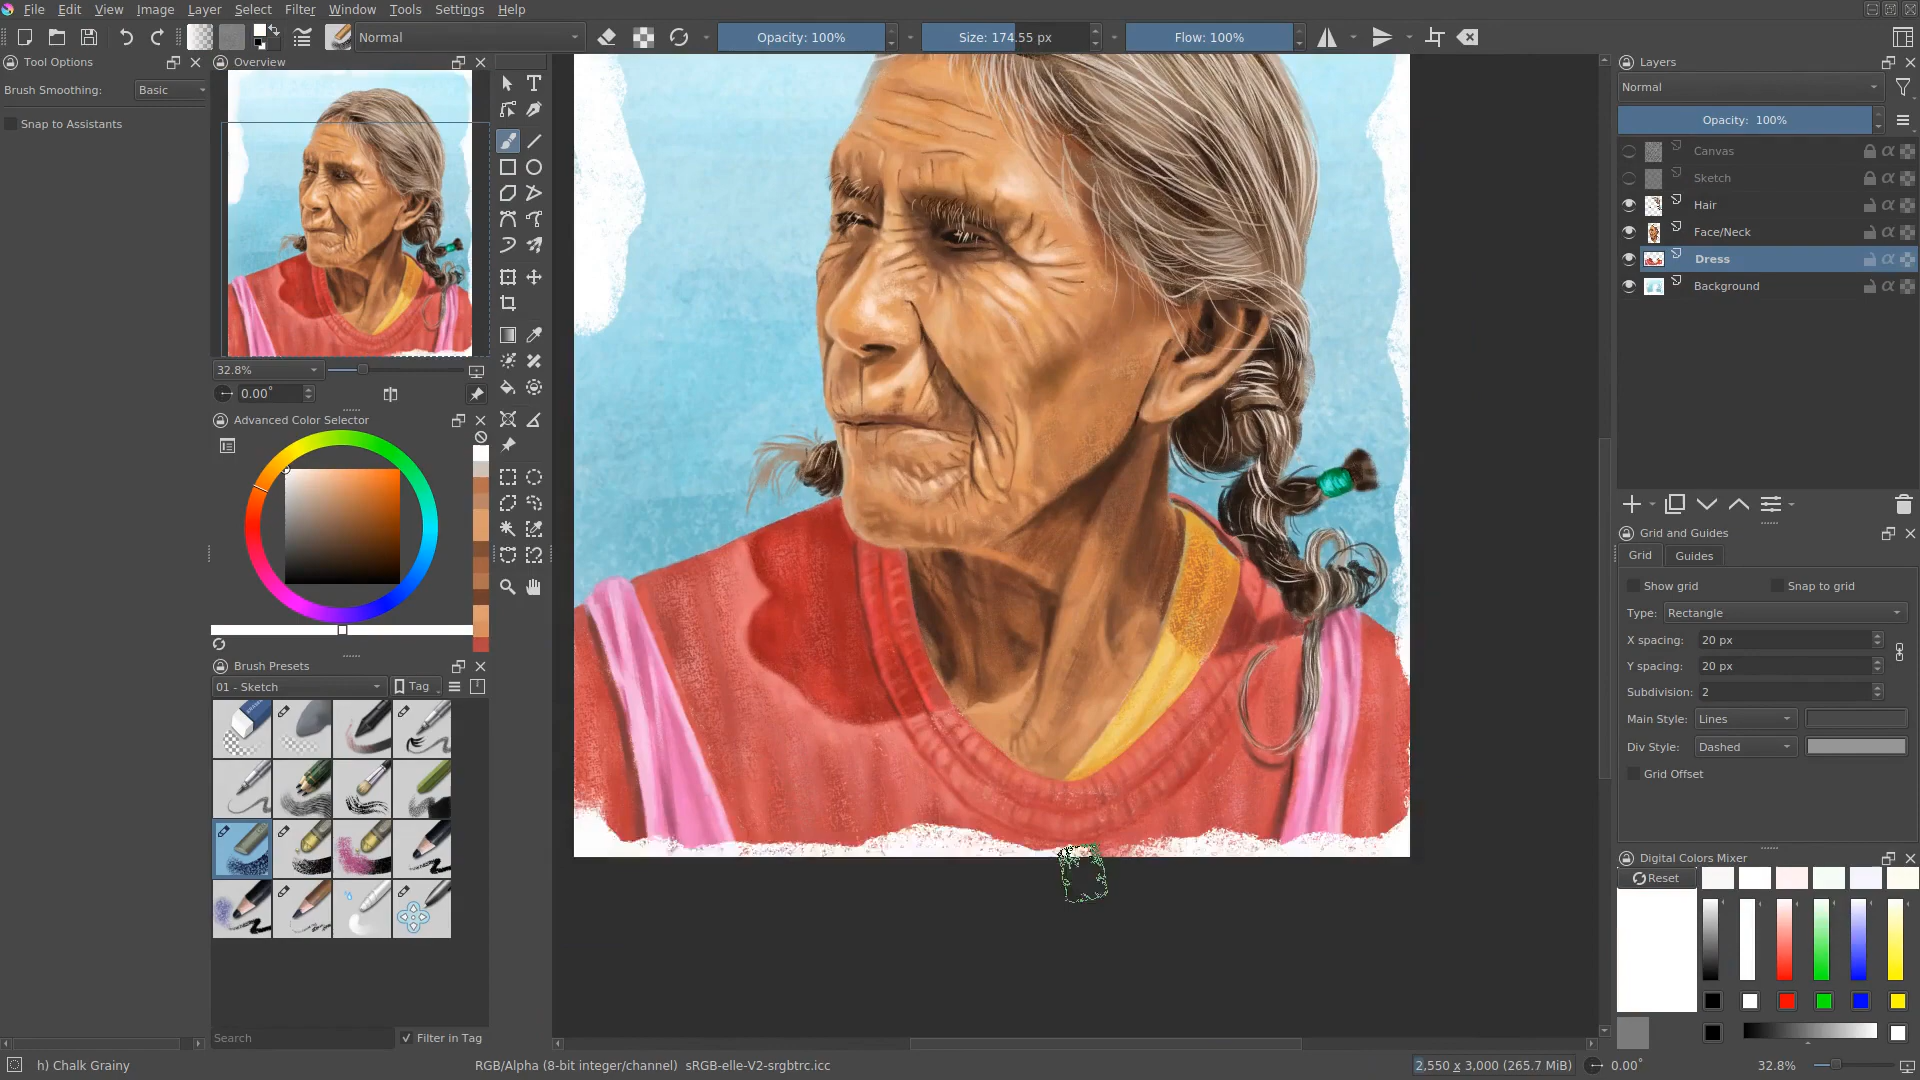 File Edit View Image Layer Select Filter Window Tools Settings Help
Normal
Opacity: 100%
Size: 174.55 px
Flow: 100%
Tool Options
Brush Smoothing: Basic
Snap to Assistants
Overview
32.8%
0.00°
Advanced Color Selector
Brush Presets
01 - Sketch
Tag
Search
Filter in Tag
Layers
Normal
Opacity: 100%
Canvas
Sketch
Hair
Face/Neck
Dress
Background
Grid and Guides
Grid
Guides
Show grid
Snap to grid
Type: Rectangle
X spacing: 20 px
Y spacing: 20 px
Subdivision: 2
Main Style: Lines
Div Style: Dashed
Grid Offset
Digital Colors Mixer
Reset
h) Chalk Grainy
RGB/Alpha (8-bit integer/channel) sRGB-elle-V2-srgbtrc.icc
2,550 x 3,000 (265.7 MiB)
0.00°
32.8%